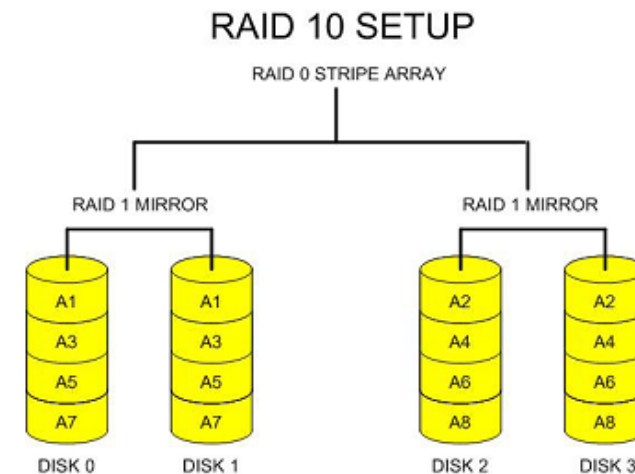 RAID 10 SETUP
RAID 0 STRIPE ARRAY
RAID 1 MIRROR RAID 1 MIRROR
A1 A1 A2 A2
A3 A3 A4 A4
A5 A5 A6 A6
A7 A7 A8 A8
DISK 0 DISK 1 DISK 2 DISK 3